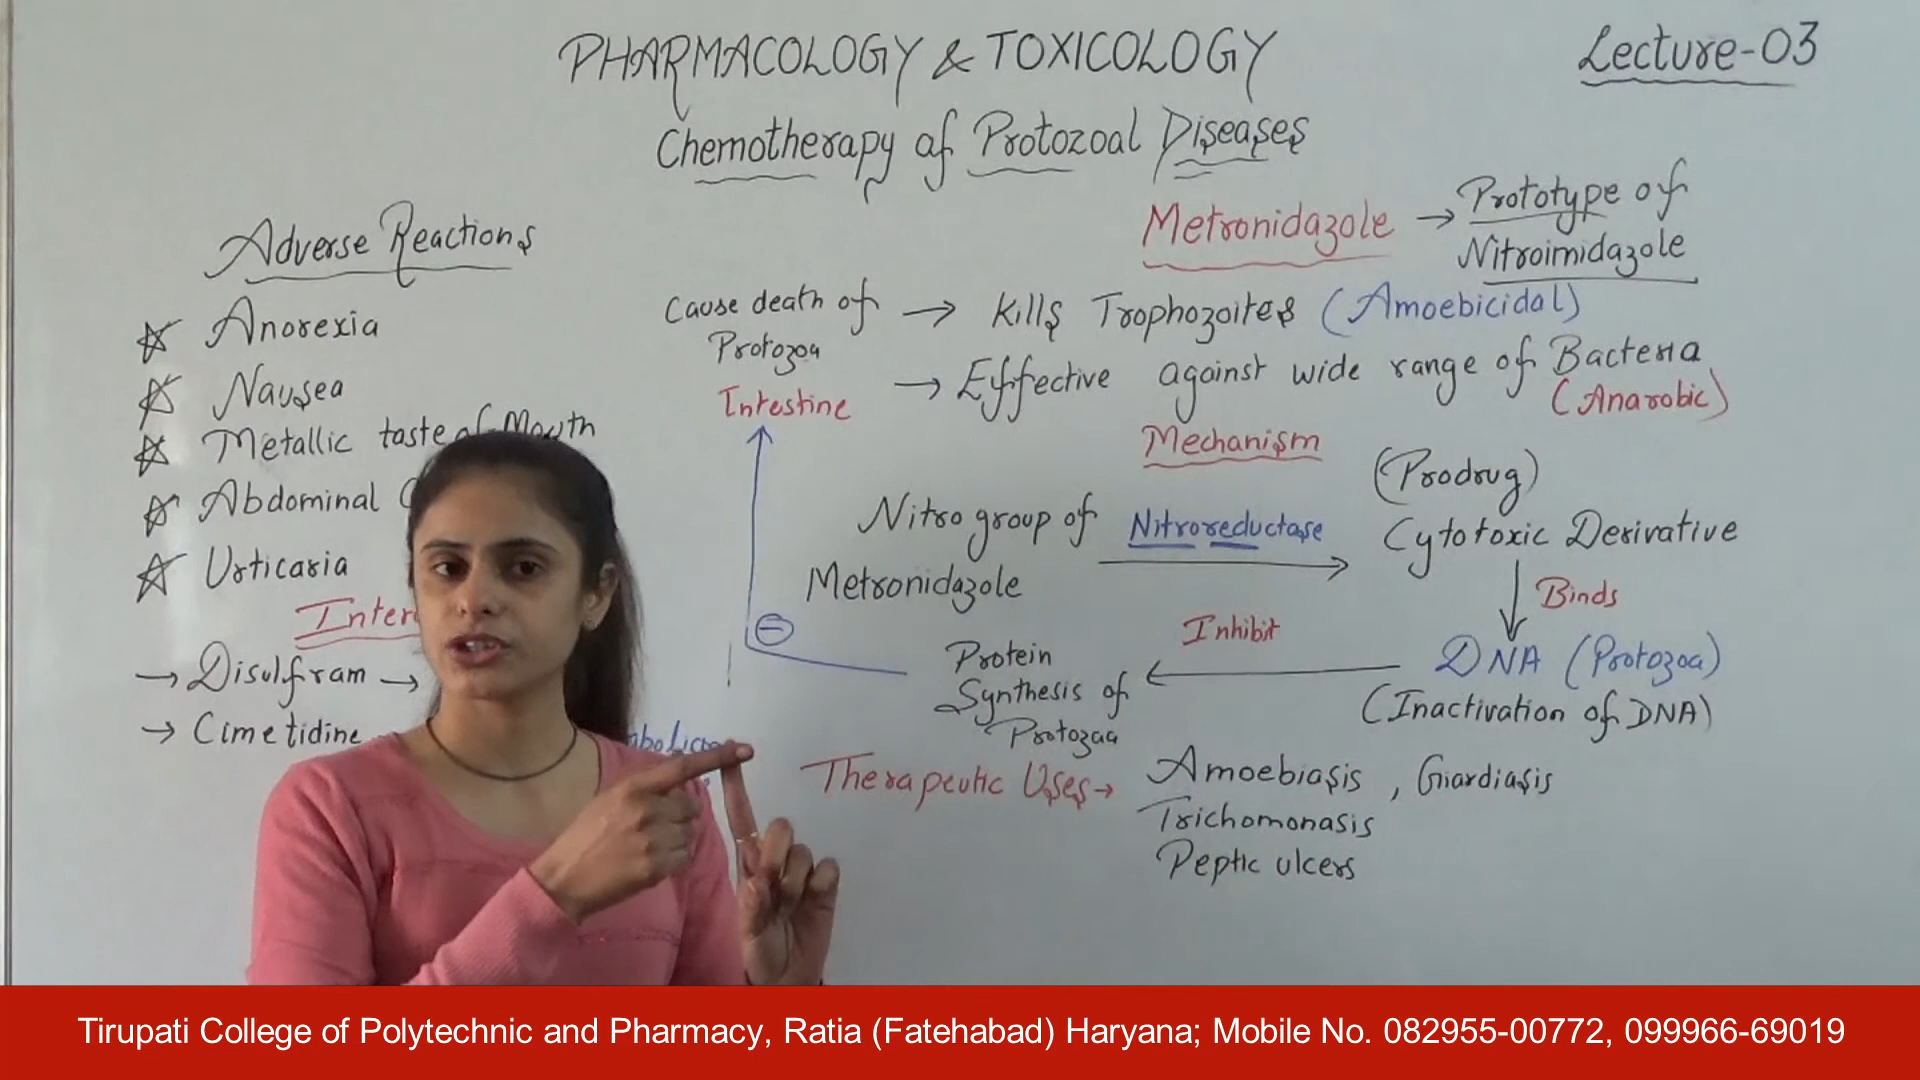 PHARMACOLOGY & TOXICOLOGY
Lecture-03
Chemotherapy of Protozoal Diseases
Adverse Reactions
Anorexia
Nausea
Metallic taste of Mouth
Abdominal
Urticaria
Disulfram →
→ Cimetidine
Metronidazole → Prototype of
Nitroimidazole
Cause death of
Protozoa
Intestine
→ Kills Trophozoites (Amoebicidal)
→ Effective against wide range of Bacteria
(Anarobic)
Mechanism
(Prodrug)
Nitro group of
Metronidazole
Nitroreductase
Cytotoxic Derivative
Binds
DNA (Protozoa)
(Inactivation of DNA)
Inhibit
Protein
Synthesis of
Protozaa
Therapeutic Uses → Amoebiasis, Giardiasis
Trichomonasis
Peptic ulcers
Tirupati College of Polytechnic and Pharmacy, Ratia (Fatehabad) Haryana; Mobile No. 082955-00772, 099966-69019